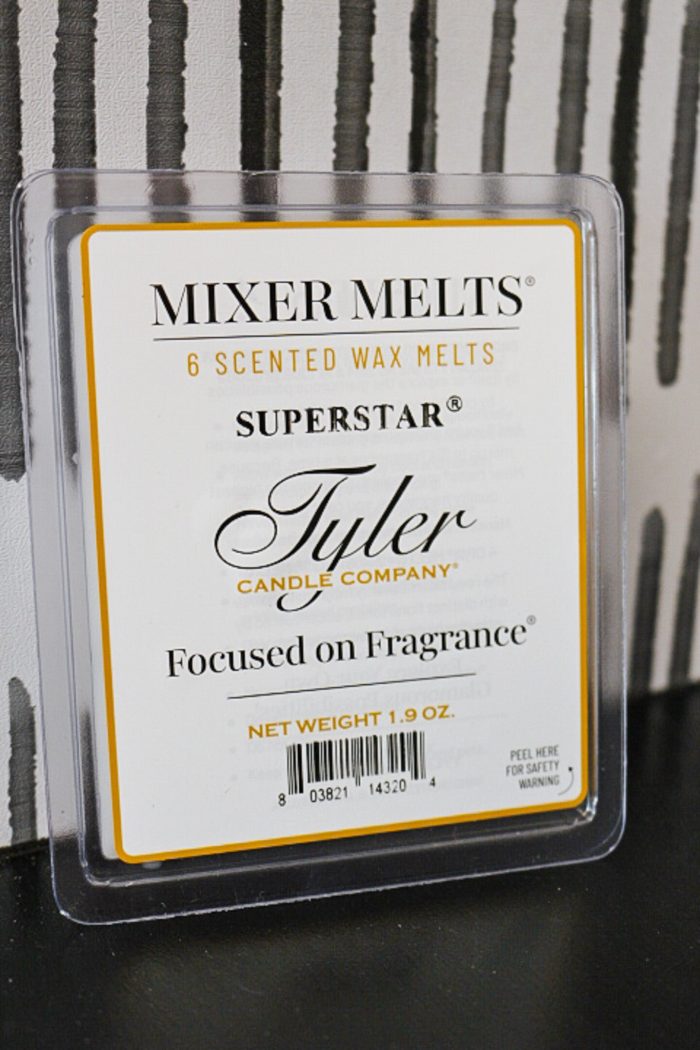 MIXER MELTS®
6 SCENTED WAX MELTS
SUPERSTAR®
Tyler
CANDLE COMPANY®
Focused on Fragrance®
NET WEIGHT 1.9 OZ.
8 03821 14320 4
PEEL HERE
FOR SAFETY
WARNING